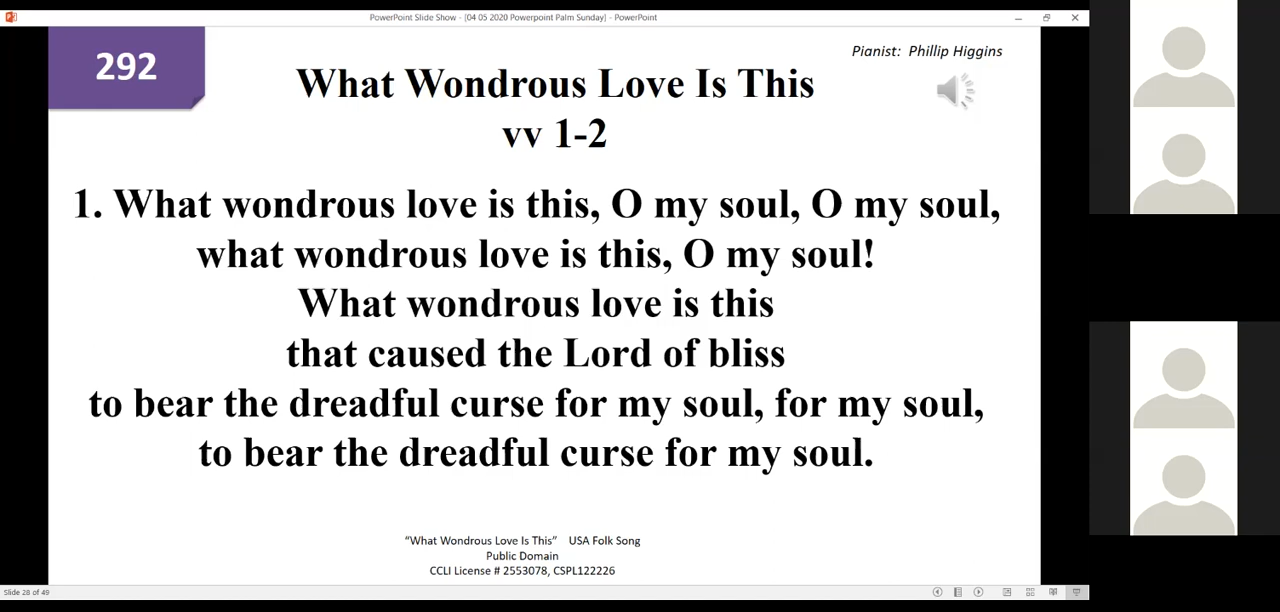 PowerPoint Slide Show - [04 05 2020 Powerpoint Palm Sunday] - PowerPoint
292
Pianist: Phillip Higgins
What Wondrous Love Is This
vv 1-2
1. What wondrous love is this, O my soul, O my soul,
what wondrous love is this, O my soul!
What wondrous love is this
that caused the Lord of bliss
to bear the dreadful curse for my soul, for my soul,
to bear the dreadful curse for my soul.
“What Wondrous Love Is This” USA Folk Song
Public Domain
CCLI License # 2553078, CSPL122226
Slide 28 of 49